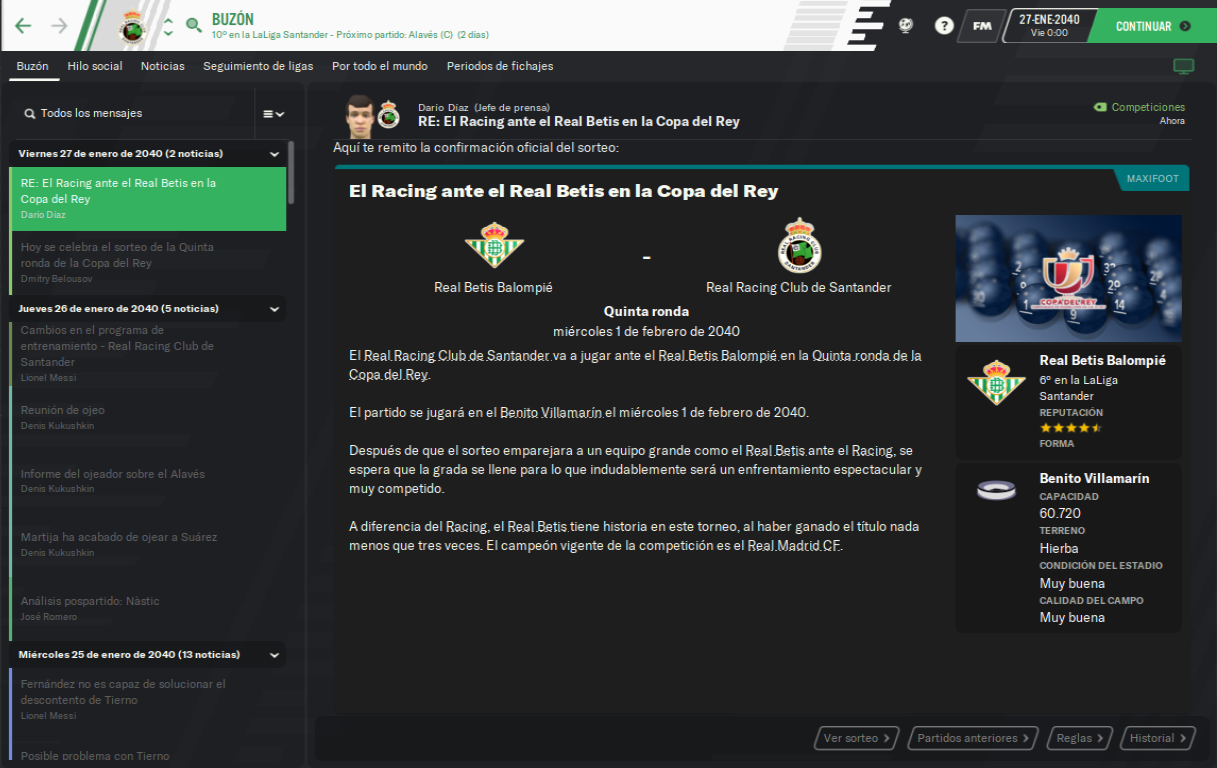 BUZÓN
10º en la LaLiga Santander - Próximo partido: Alavés (C) (2 días)
?
FM
27-ENE-2040
Vie 0:00
CONTINUAR
Buzón
Hilo social
Noticias
Seguimiento de ligas
Por todo el mundo
Periodos de fichajes
Todos los mensajes
Viernes 27 de enero de 2040 (2 noticias)
RE: El Racing ante el Real Betis en la
Copa del Rey
Darío Díaz
Hoy se celebra el sorteo de la Quinta
ronda de la Copa del Rey
Dmitry Belousov
Jueves 26 de enero de 2040 (5 noticias)
Cambios en el programa de
entrenamiento - Real Racing Club de
Santander
Lionel Messi
Reunión de ojeo
Denis Kukushkin
Informe del ojeador sobre el Alavés
Denis Kukushkin
Martija ha acabado de ojear a Suárez
Denis Kukushkin
Análisis pospartido: Nàstic
José Romero
Miércoles 25 de enero de 2040 (13 noticias)
Fernández no es capaz de solucionar el
descontento de Tierno
Lionel Messi
Posible problema con Tierno
Darío Díaz (Jefe de prensa)
RE: El Racing ante el Real Betis en la Copa del Rey
Competiciones
Ahora
Aquí te remito la confirmación oficial del sorteo:
MAXIFOOT
El Racing ante el Real Betis en la Copa del Rey
-
Real Betis Balompié
Real Racing Club de Santander
Quinta ronda
miércoles 1 de febrero de 2040
El Real Racing Club de Santander va a jugar ante el Real Betis Balompié en la Quinta ronda de la
Copa del Rey.
El partido se jugará en el Benito Villamarín el miércoles 1 de febrero de 2040.
Después de que el sorteo emparejara a un equipo grande como el Real Betis ante el Racing, se
espera que la grada se llene para lo que indudablemente será un enfrentamiento espectacular y
muy competido.
A diferencia del Racing, el Real Betis tiene historia en este torneo, al haber ganado el título nada
menos que tres veces. El campeón vigente de la competición es el Real Madrid CF.
COPA DEL REY
Real Betis Balompié
6º en la LaLiga
Santander
REPUTACIÓN
FORMA
Benito Villamarín
CAPACIDAD
60.720
TERRENO
Hierba
CONDICIÓN DEL ESTADIO
Muy buena
CALIDAD DEL CAMPO
Muy buena
Ver sorteo
Partidos anteriores
Reglas
Historial